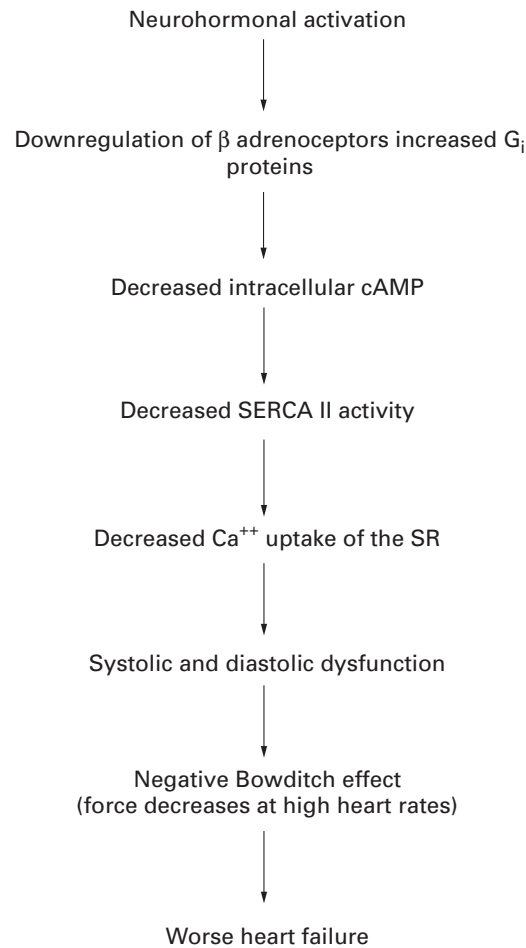 Neurohormonal activation
Downregulation of β adrenoceptors increased Gi
proteins
Decreased intracellular cAMP
Decreased SERCA II activity
Decreased Ca++ uptake of the SR
Systolic and diastolic dysfunction
Negative Bowditch effect
(force decreases at high heart rates)
Worse heart failure